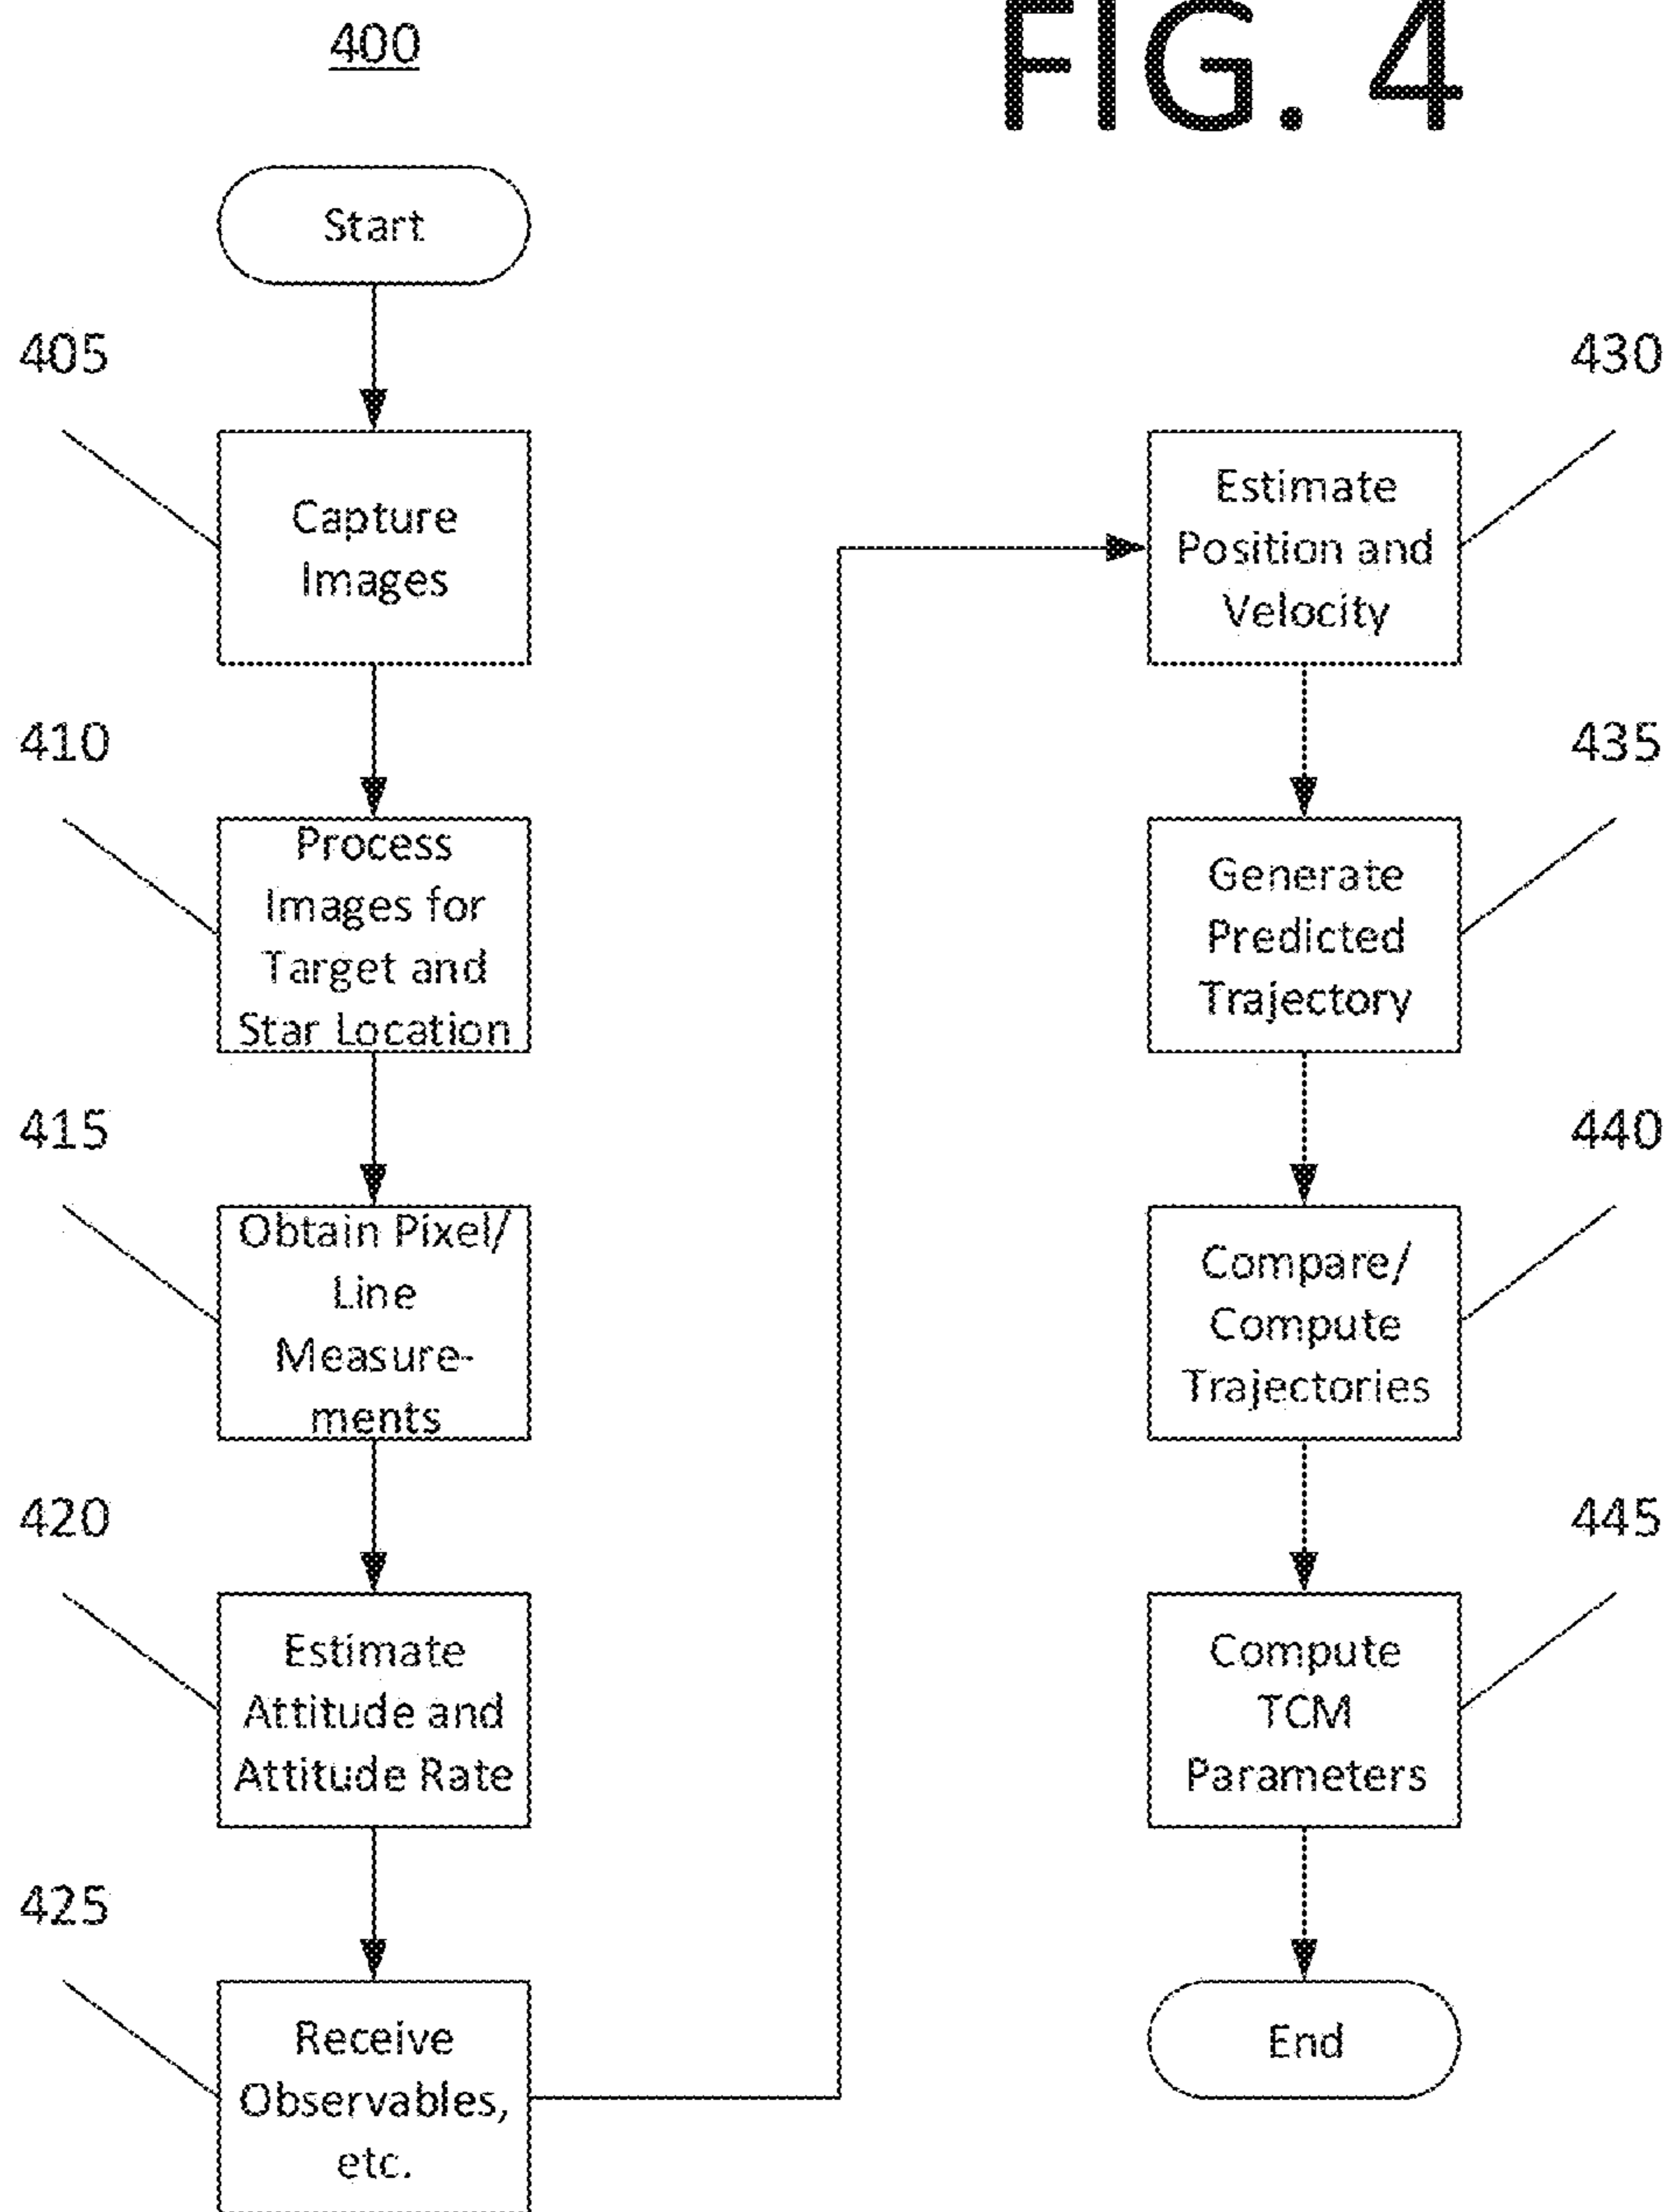 400
FIG. 4
Start
405
Capture
Images
410
Process
Images for
Target and
Star Location
415
Obtain Pixel/
Line
Measure-
ments
420
Estimate
Attitude and
Attitude Rate
425
Receive
Observables,
etc.
430
Estimate
Position and
Velocity
435
Generate
Predicted
Trajectory
440
Compare/
Compute
Trajectories
445
Compute
TCM
Parameters
End